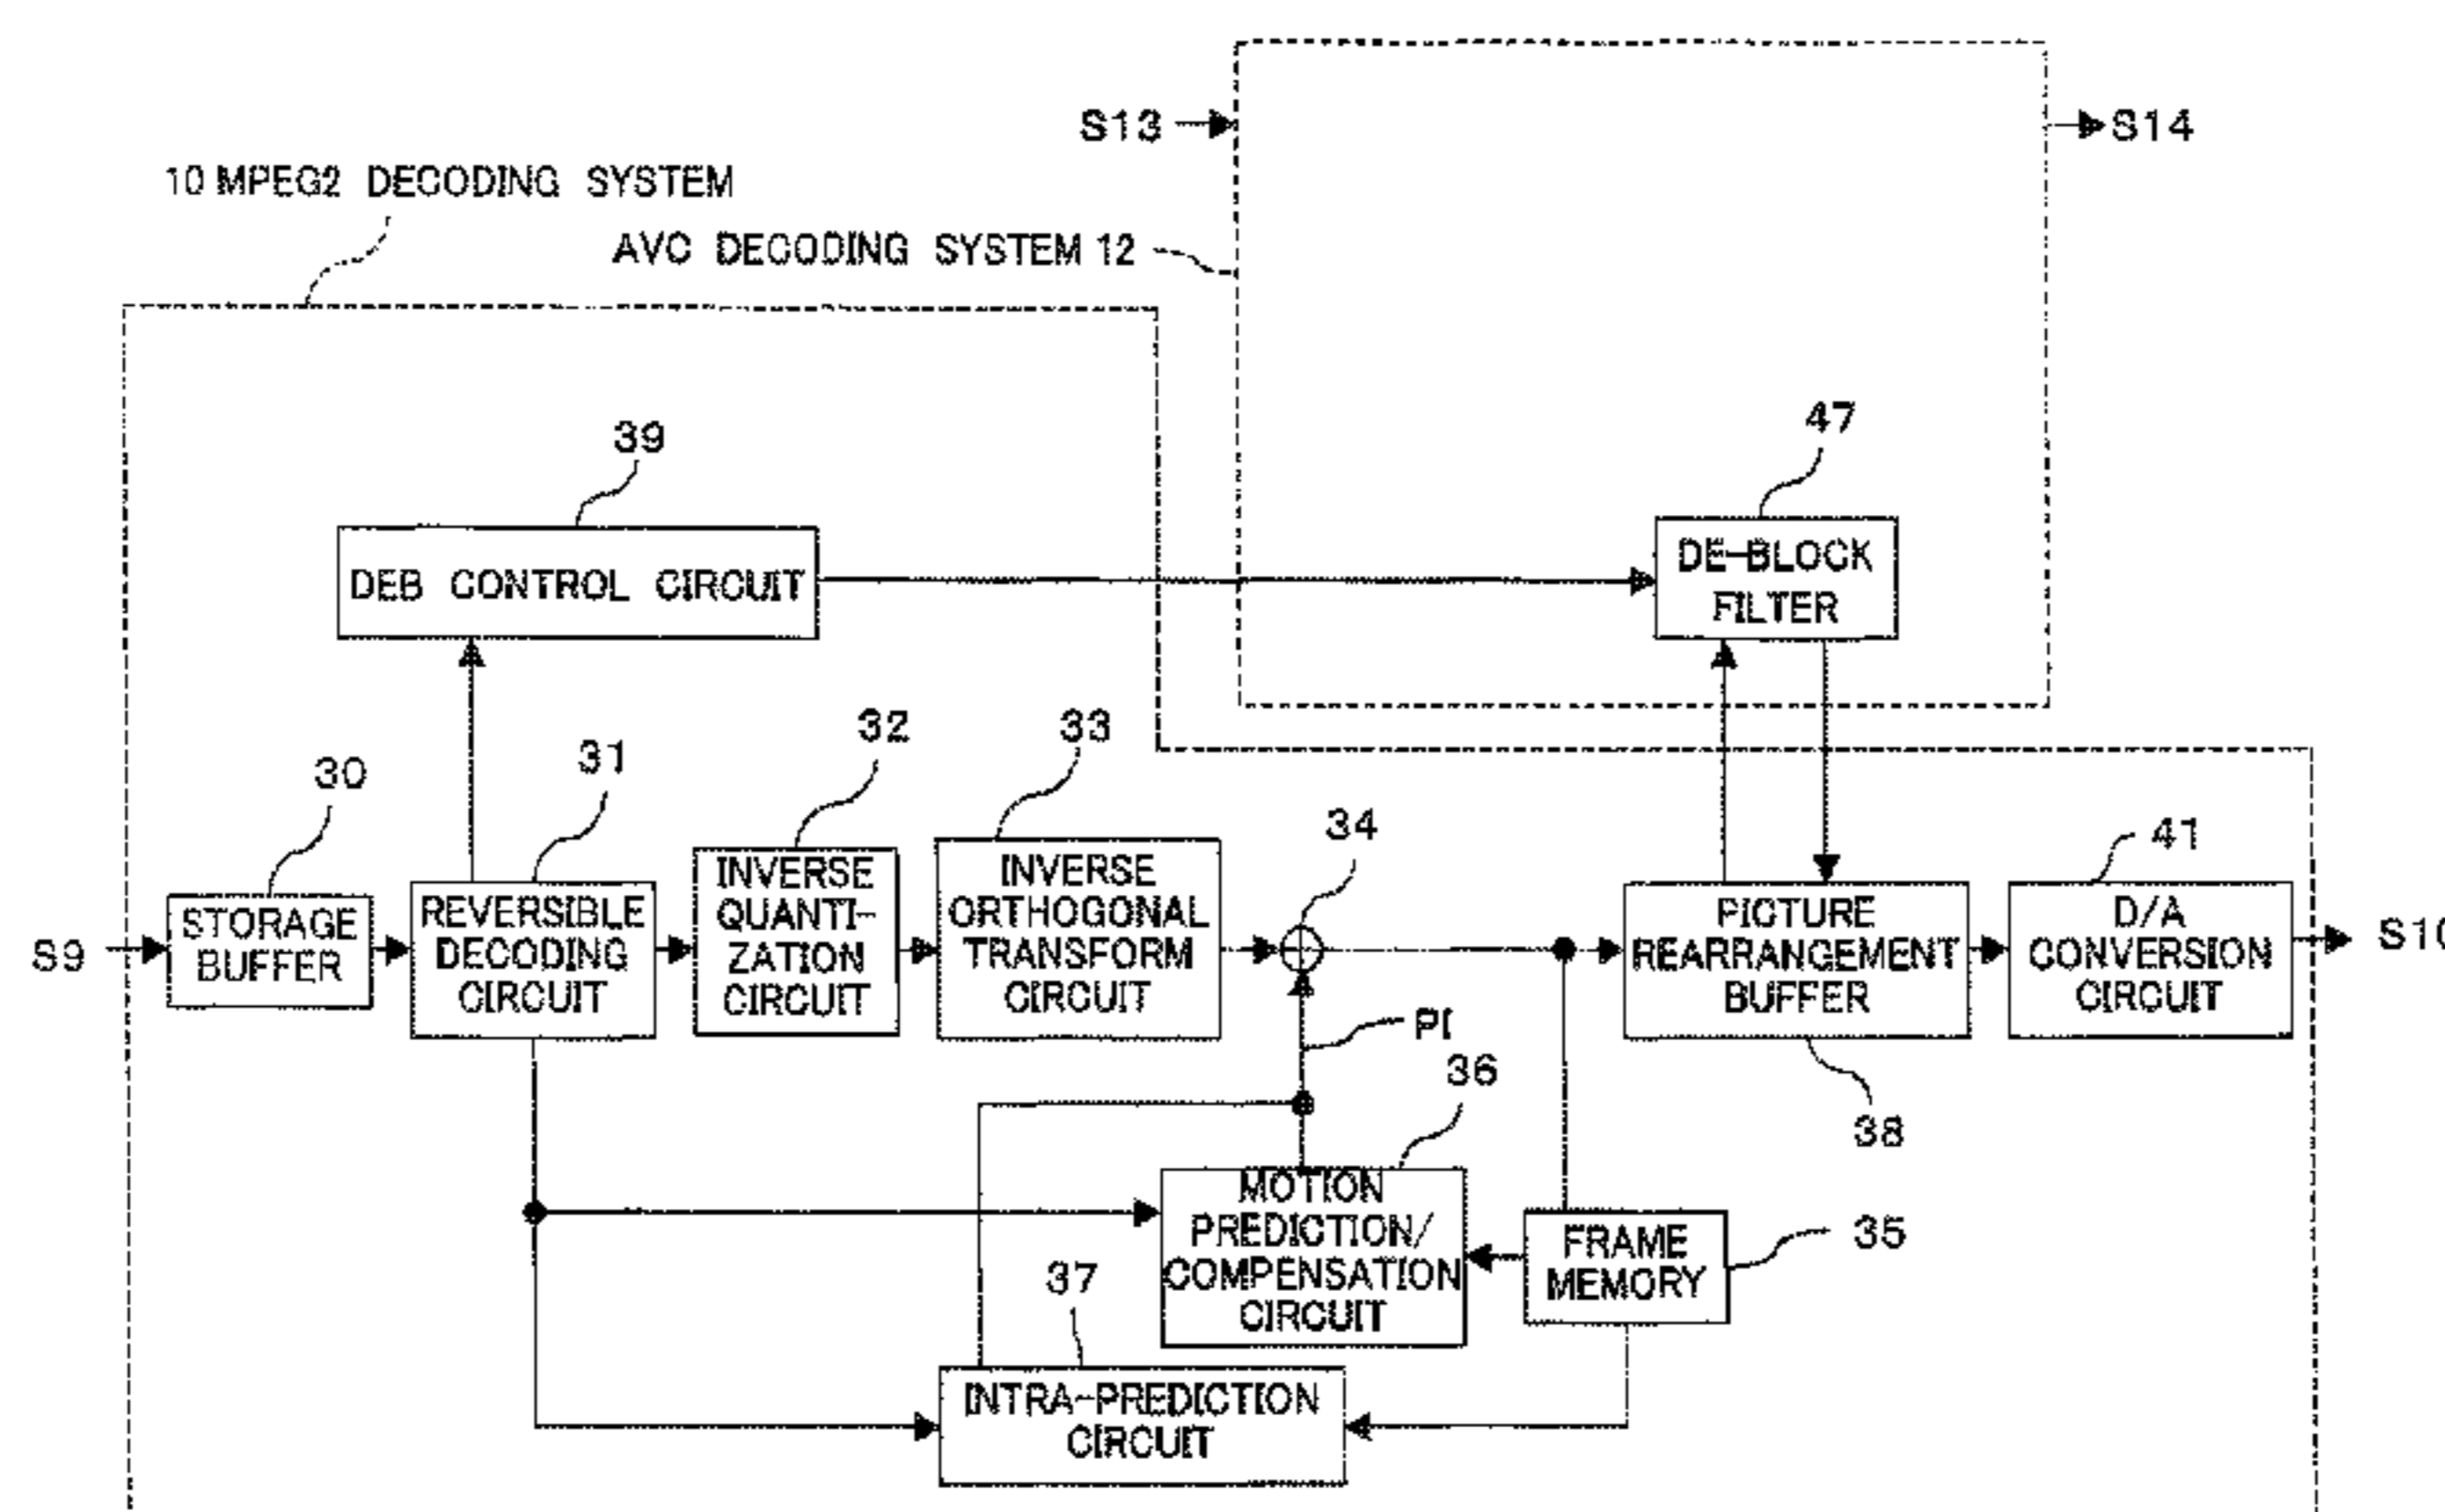 S13
S14
10 MPEG2 DECODING SYSTEM
AVC DECODING SYSTEM 12
39
47
DEB CONTROL CIRCUIT
DE-BLOCK
FILTER
30
31
32
33
34
41
S9
STORAGE
BUFFER
REVERSIBLE
DECODING
CIRCUIT
INVERSE
QUANTI-
ZATION
CIRCUIT
INVERSE
ORTHOGONAL
TRANSFORM
CIRCUIT
PICTURE
REARRANGEMENT
BUFFER
D/A
CONVERSION
CIRCUIT
S10
PI
36
38
MOTION
PREDICTION/
COMPENSATION
CIRCUIT
FRAME
MEMORY
35
37
INTRA-PREDICTION
CIRCUIT